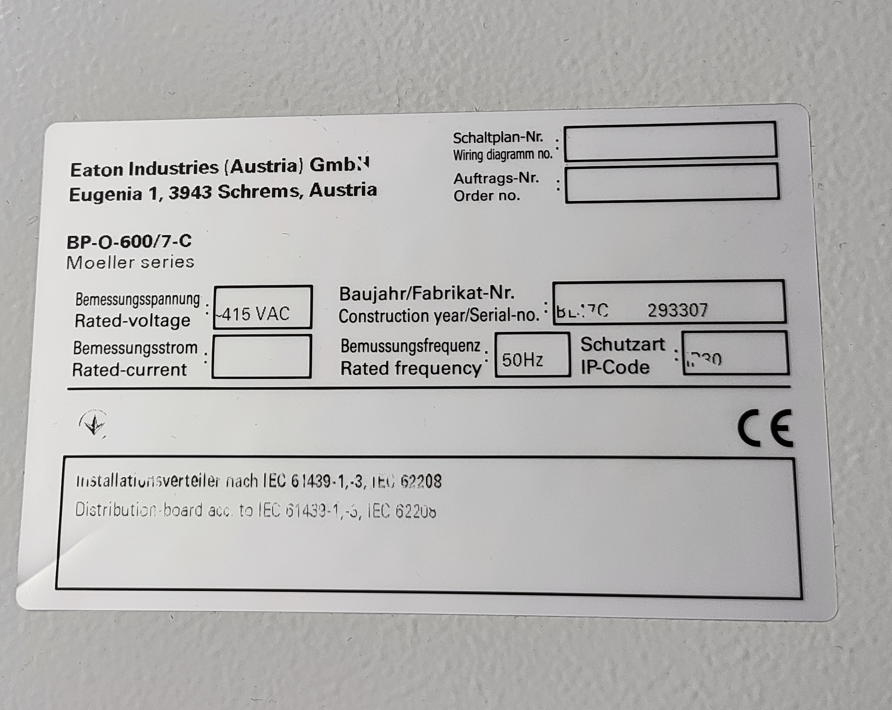 Eaton Industries (Austria) GmbH
Eugenia 1, 3943 Schrems, Austria
Schaltplan-Nr. :
Wiring diagramm no.
Auftrags-Nr. :
Order no.
BP-O-600/7-C
Moeller series
Bemessungsspannung :
Rated-voltage
~415 VAC
Baujahr/Fabrikat-Nr. :
Construction year/Serial-no.
293307
Bemessungsstrom :
Rated-current
Bemussungsfrequenz :
Rated frequency
50Hz
Schutzart :
IP-Code
CE
Installationsverteiler nach IEC 61439-1,-3, IEC 62208
Distribution-board acc. to IEC 61439-1,-3, IEC 62208